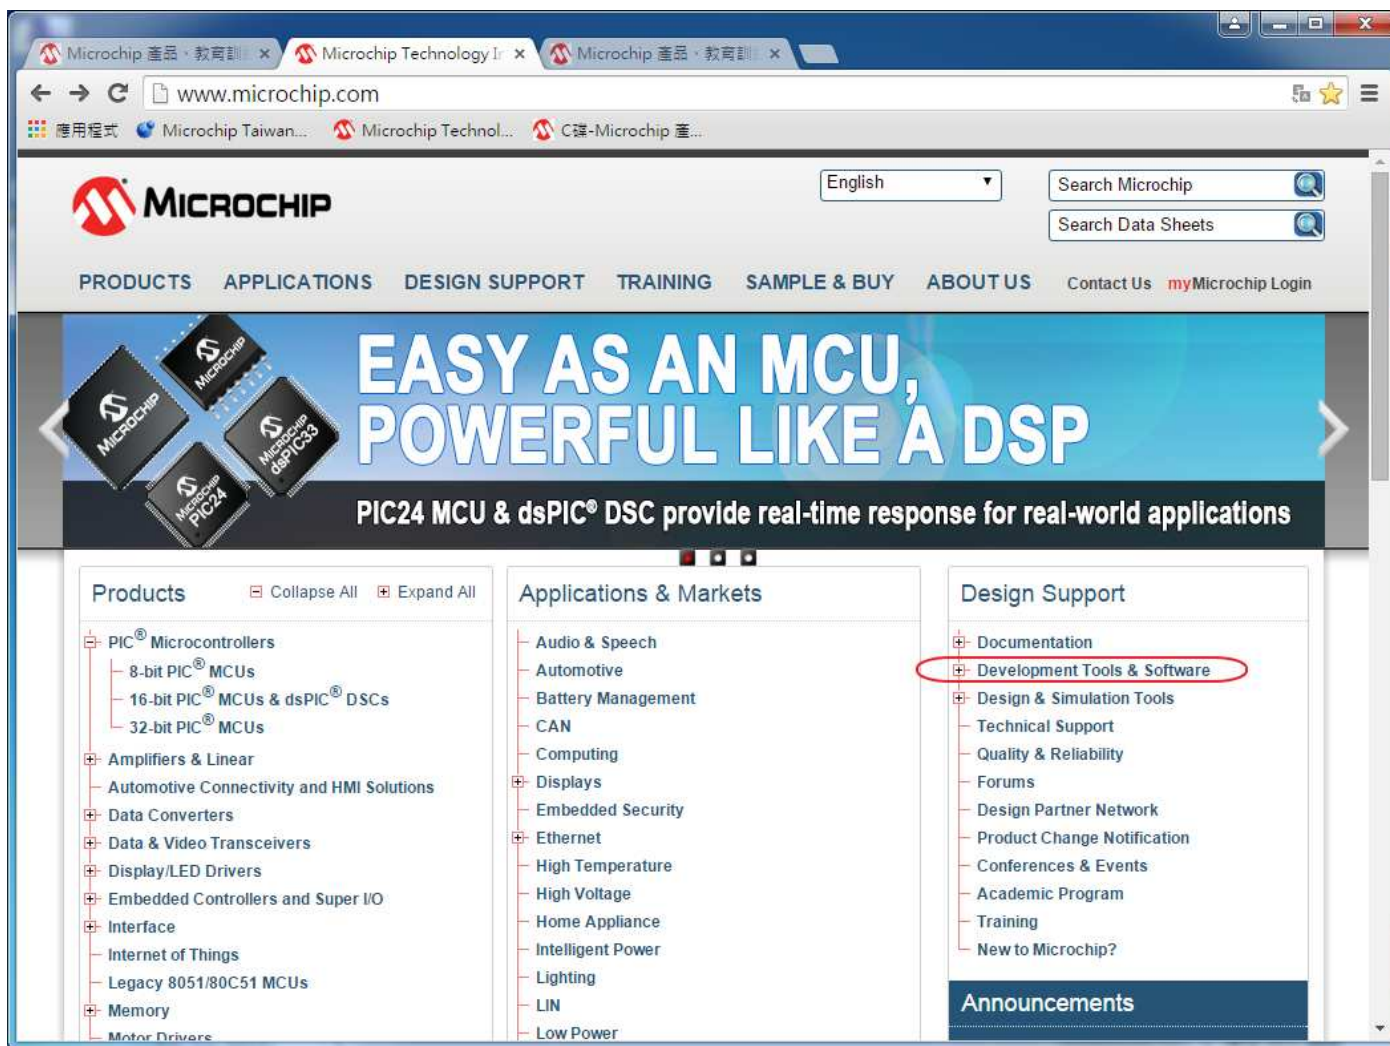 Microchip 產品、教育訓 Microchip Technology Ir Microchip 產品、教育訓
www.microchip.com
應用程式 Microchip Taiwan... Microchip Technol... C碟-Microchip 產...
MICROCHIP
English
Search Microchip
Search Data Sheets
PRODUCTS APPLICATIONS DESIGN SUPPORT TRAINING SAMPLE & BUY ABOUT US Contact Us myMicrochip Login
MICROCHIP
MICROCHIP
MICROCHIP
dsPIC33
MICROCHIP
PIC24
EASY AS AN MCU,
POWERFUL LIKE A DSP
PIC24 MCU & dsPIC® DSC provide real-time response for real-world applications
Products Collapse All Expand All
PIC® Microcontrollers
8-bit PIC® MCUs
16-bit PIC® MCUs & dsPIC® DSCs
32-bit PIC® MCUs
Amplifiers & Linear
Automotive Connectivity and HMI Solutions
Data Converters
Data & Video Transceivers
Display/LED Drivers
Embedded Controllers and Super I/O
Interface
Internet of Things
Legacy 8051/80C51 MCUs
Memory
Motor Drivers
Applications & Markets
Audio & Speech
Automotive
Battery Management
CAN
Computing
Displays
Embedded Security
Ethernet
High Temperature
High Voltage
Home Appliance
Intelligent Power
Lighting
LIN
Low Power
Design Support
Documentation
Development Tools & Software
Design & Simulation Tools
Technical Support
Quality & Reliability
Forums
Design Partner Network
Product Change Notification
Conferences & Events
Academic Program
Training
New to Microchip?
Announcements